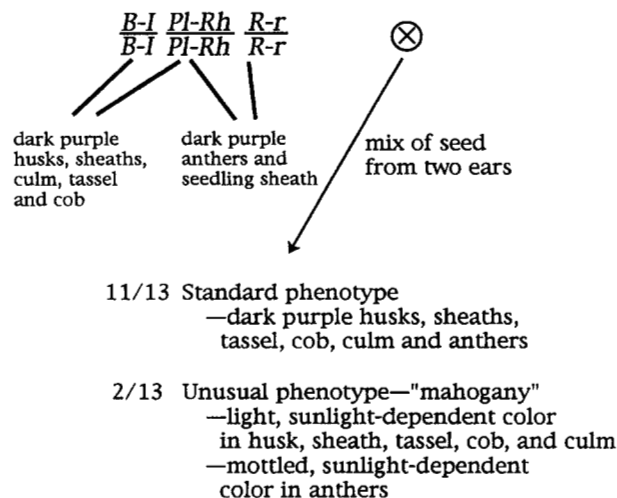 B-I Pl-Rh R-r
B-I Pl-Rh R-r
dark purple
husks, sheaths,
culm, tassel
and cob
dark purple
anthers and
seedling sheath
mix of seed
from two ears
11/13 Standard phenotype
—dark purple husks, sheaths,
tassel, cob, culm and anthers
2/13 Unusual phenotype—"mahogany"
—light, sunlight-dependent color
in husk, sheath, tassel, cob, and culm
—mottled, sunlight-dependent
color in anthers